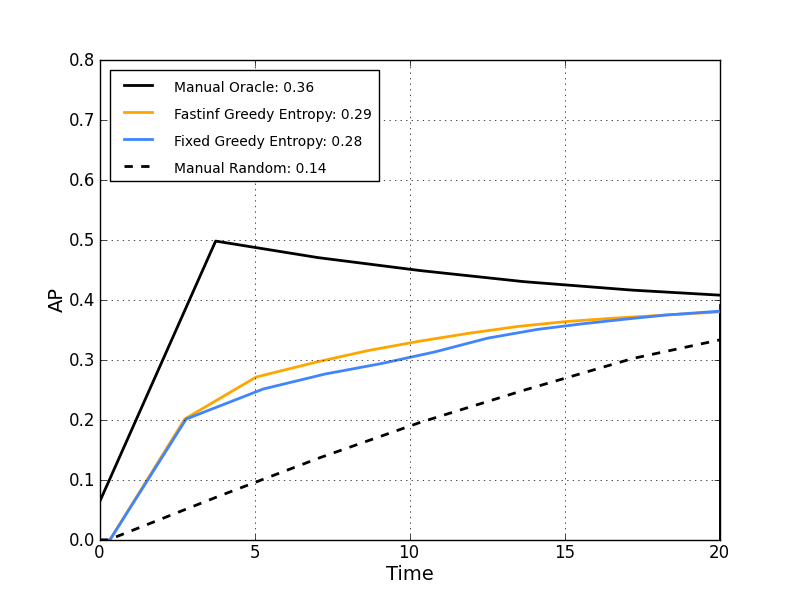 0.8
0.7
0.6
0.5
0.4
0.3
0.2
0.1
0.0
AP
Manual Oracle: 0.36
Fastinf Greedy Entropy: 0.29
Fixed Greedy Entropy: 0.28
Manual Random: 0.14
0 5 10 15 20
Time